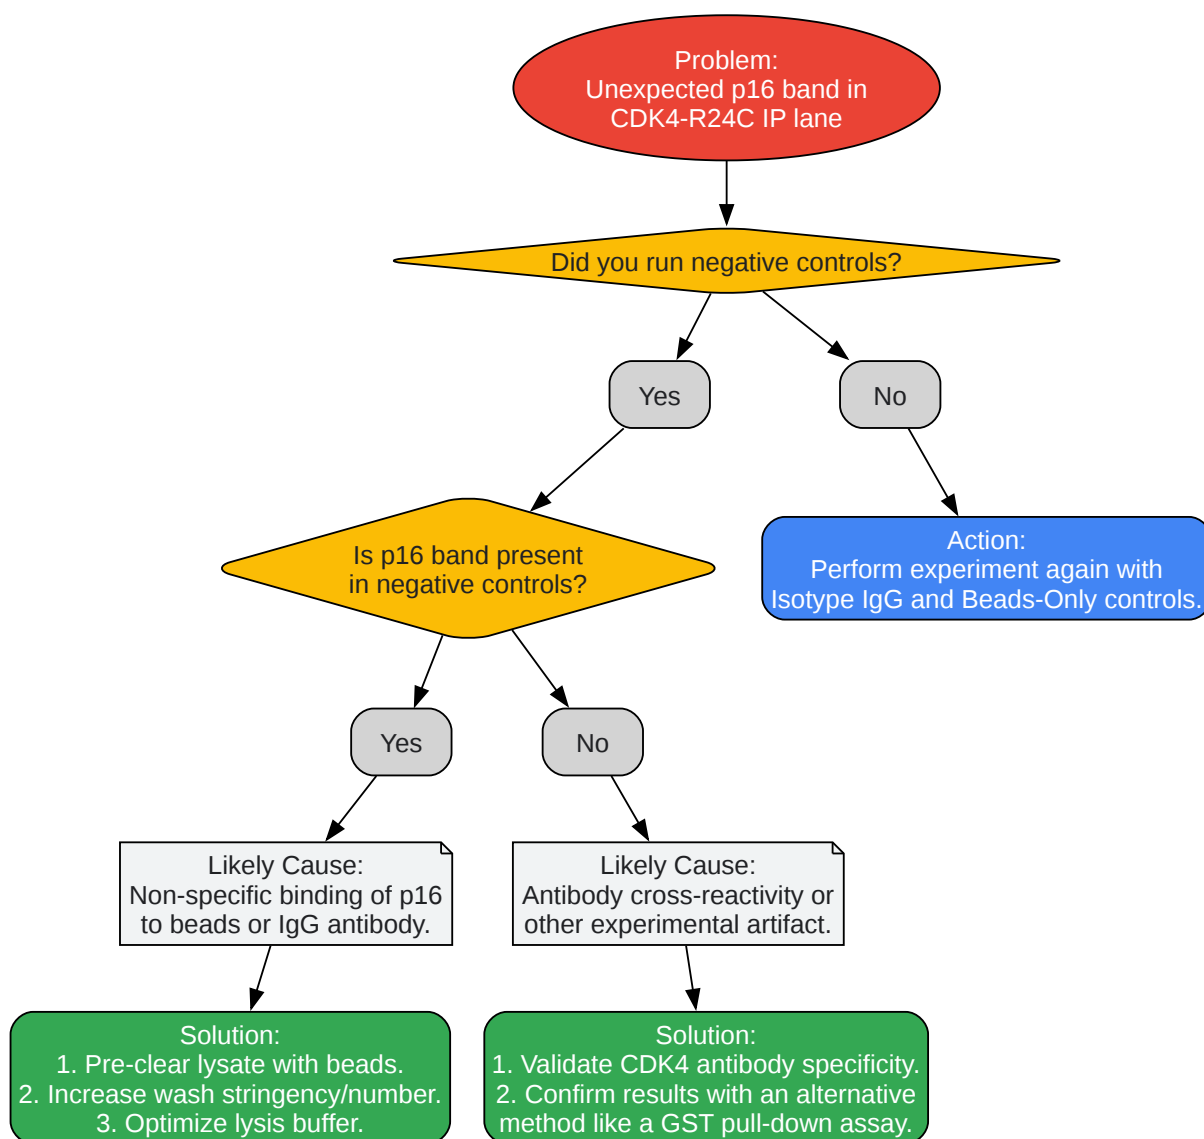 Problem:
Unexpected p16 band in
CDK4-R24C IP lane
Did you run negative controls?
Yes
No
Is p16 band present
in negative controls?
Action:
Perform experiment again with
Isotype IgG and Beads-Only controls.
Yes
No
Likely Cause:
Non-specific binding of p16
to beads or IgG antibody.
Likely Cause:
Antibody cross-reactivity or
other experimental artifact.
Solution:
1. Pre-clear lysate with beads.
2. Increase wash stringency/number.
3. Optimize lysis buffer.
Solution:
1. Validate CDK4 antibody specificity.
2. Confirm results with an alternative
method like a GST pull-down assay.